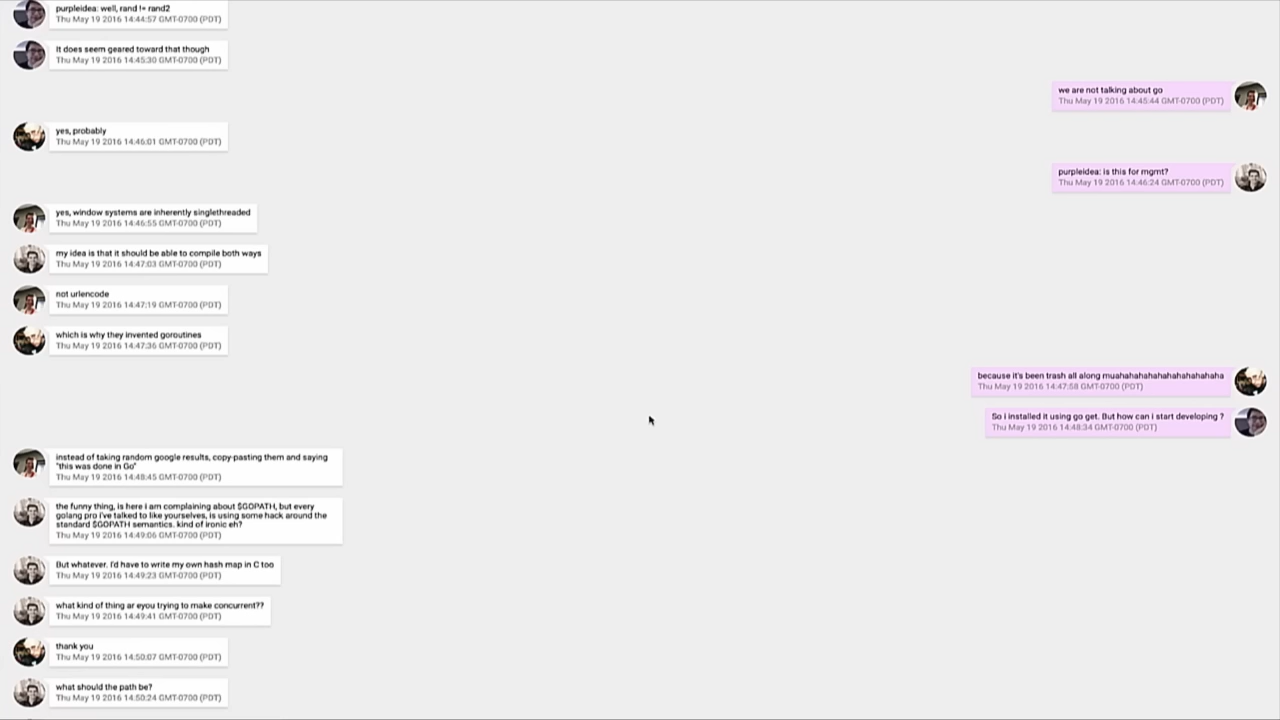 purpleidea: well, rand != rand2
Thu May 19 2016 14:44:57 GMT-0700 (PDT)
It does seem geared toward that though
Thu May 19 2016 14:45:30 GMT-0700 (PDT)
we are not talking about go
Thu May 19 2016 14:45:44 GMT-0700 (PDT)
yes, probably
Thu May 19 2016 14:46:01 GMT-0700 (PDT)
purpleidea: is this for mgmt?
Thu May 19 2016 14:46:24 GMT-0700 (PDT)
yes, window systems are inherently singlethreaded
Thu May 19 2016 14:46:55 GMT-0700 (PDT)
my idea is that it should be able to compile both ways
Thu May 19 2016 14:47:03 GMT-0700 (PDT)
not urlencode
Thu May 19 2016 14:47:19 GMT-0700 (PDT)
which is why they invented goroutines
Thu May 19 2016 14:47:36 GMT-0700 (PDT)
because it's been trash all along muahahahahahahahahahahaha
Thu May 19 2016 14:47:58 GMT-0700 (PDT)
So i installed it using go get. But how can i start developing ?
Thu May 19 2016 14:48:34 GMT-0700 (PDT)
instead of taking random google results, copy-pasting them and saying
"this was done in Go"
Thu May 19 2016 14:48:45 GMT-0700 (PDT)
the funny thing, is here i am complaining about $GOPATH, but every
golang pro i've talked to like yourselves, is using some hack around the
standard $GOPATH semantics. kind of ironic eh?
Thu May 19 2016 14:49:06 GMT-0700 (PDT)
But whatever. I'd have to write my own hash map in C too
Thu May 19 2016 14:49:23 GMT-0700 (PDT)
what kind of thing ar eyou trying to make concurrent??
Thu May 19 2016 14:49:41 GMT-0700 (PDT)
thank you
Thu May 19 2016 14:50:07 GMT-0700 (PDT)
what should the path be?
Thu May 19 2016 14:50:24 GMT-0700 (PDT)